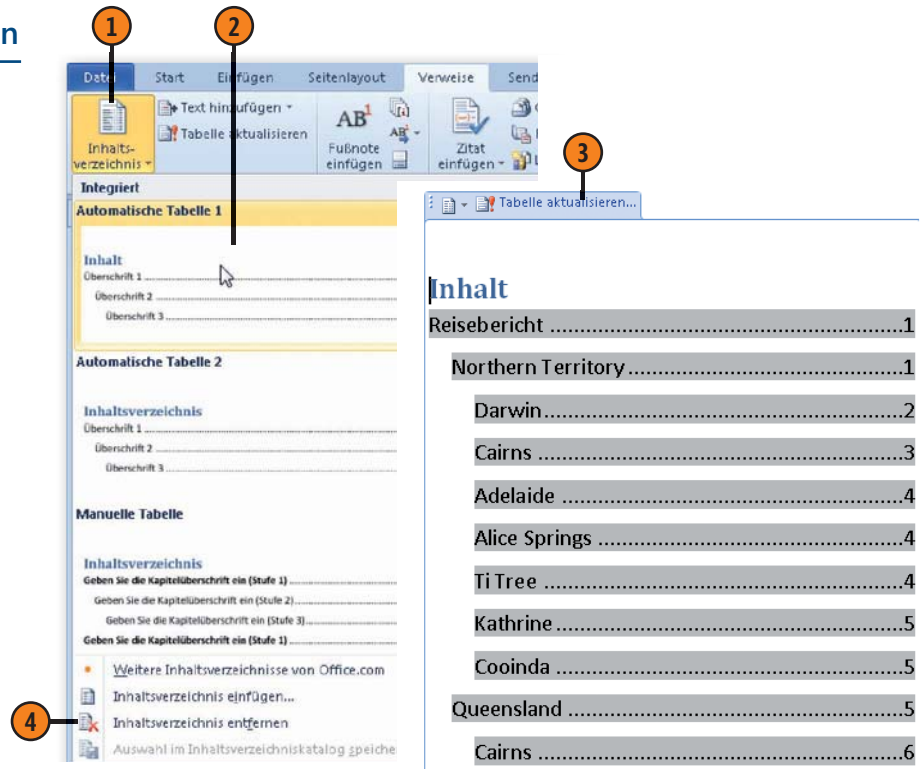 n
1
2
Datei Start Einfügen Seitenlayout Verweise Send
Inhalts-
verzeichnis
Text hinzufügen
Tabelle aktualisieren
AB1
Fußnote
einfügen
AB
Zitat
einfügen
3
Integriert
Automatische Tabelle 1
Inhalt
Überschrift 1
Überschrift 2
Überschrift 3
Automatische Tabelle 2
Inhaltsverzeichnis
Überschrift 1
Überschrift 2
Überschrift 3
Manuelle Tabelle
Inhaltsverzeichnis
Geben Sie die Kapitelüberschrift ein (Stufe 1)
Geben Sie die Kapitelüberschrift ein (Stufe 2)
Geben Sie die Kapitelüberschrift ein (Stufe 3)
Geben Sie die Kapitelüberschrift ein (Stufe 1)
Weitere Inhaltsverzeichnisse von Office.com
Inhaltsverzeichnis einfügen...
4
Inhaltsverzeichnis entfernen
Auswahl im Inhaltsverzeichniskatalog speiche
Tabelle aktualisieren...
Inhalt
Reisebericht ........ 1
Northern Territory ........ 1
Darwin ........ 2
Cairns ........ 3
Adelaide ........ 4
Alice Springs ........ 4
Ti Tree ........ 4
Kathrine ........ 5
Cooinda ........ 5
Queensland ........ 5
Cairns ........ 6